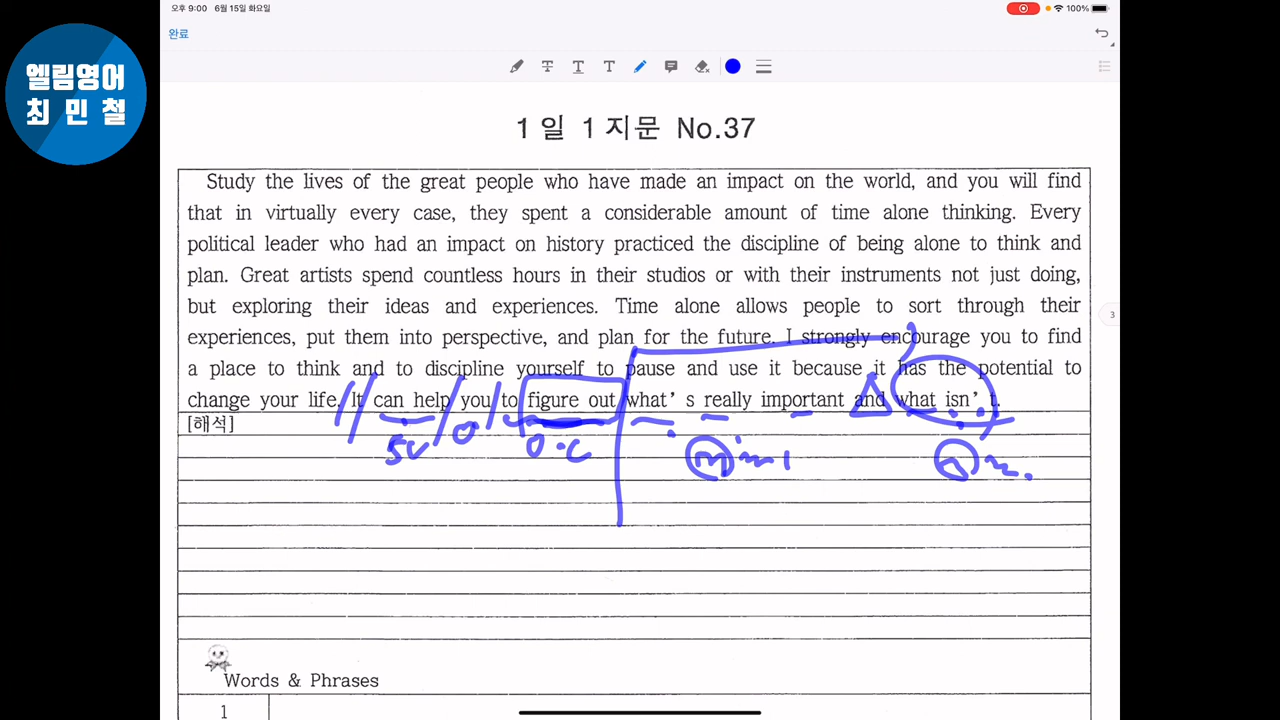 오후 9:00 6월 15일 화요일
100%
완료
엘림영어
최 민 철
1 일 1 지문 No.37
3
Study the lives of the great people who have made an impact on the world, and you will find
that in virtually every case, they spent a considerable amount of time alone thinking. Every
political leader who had an impact on history practiced the discipline of being alone to think and
plan. Great artists spend countless hours in their studios or with their instruments not just doing,
but exploring their ideas and experiences. Time alone allows people to sort through their
experiences, put them into perspective, and plan for the future. I strongly encourage you to find
a place to think and to discipline yourself to pause and use it because it has the potential to
change your life. It can help you to figure out what's really important and what isn't.
[해석]
5V O O.C
Words & Phrases
1